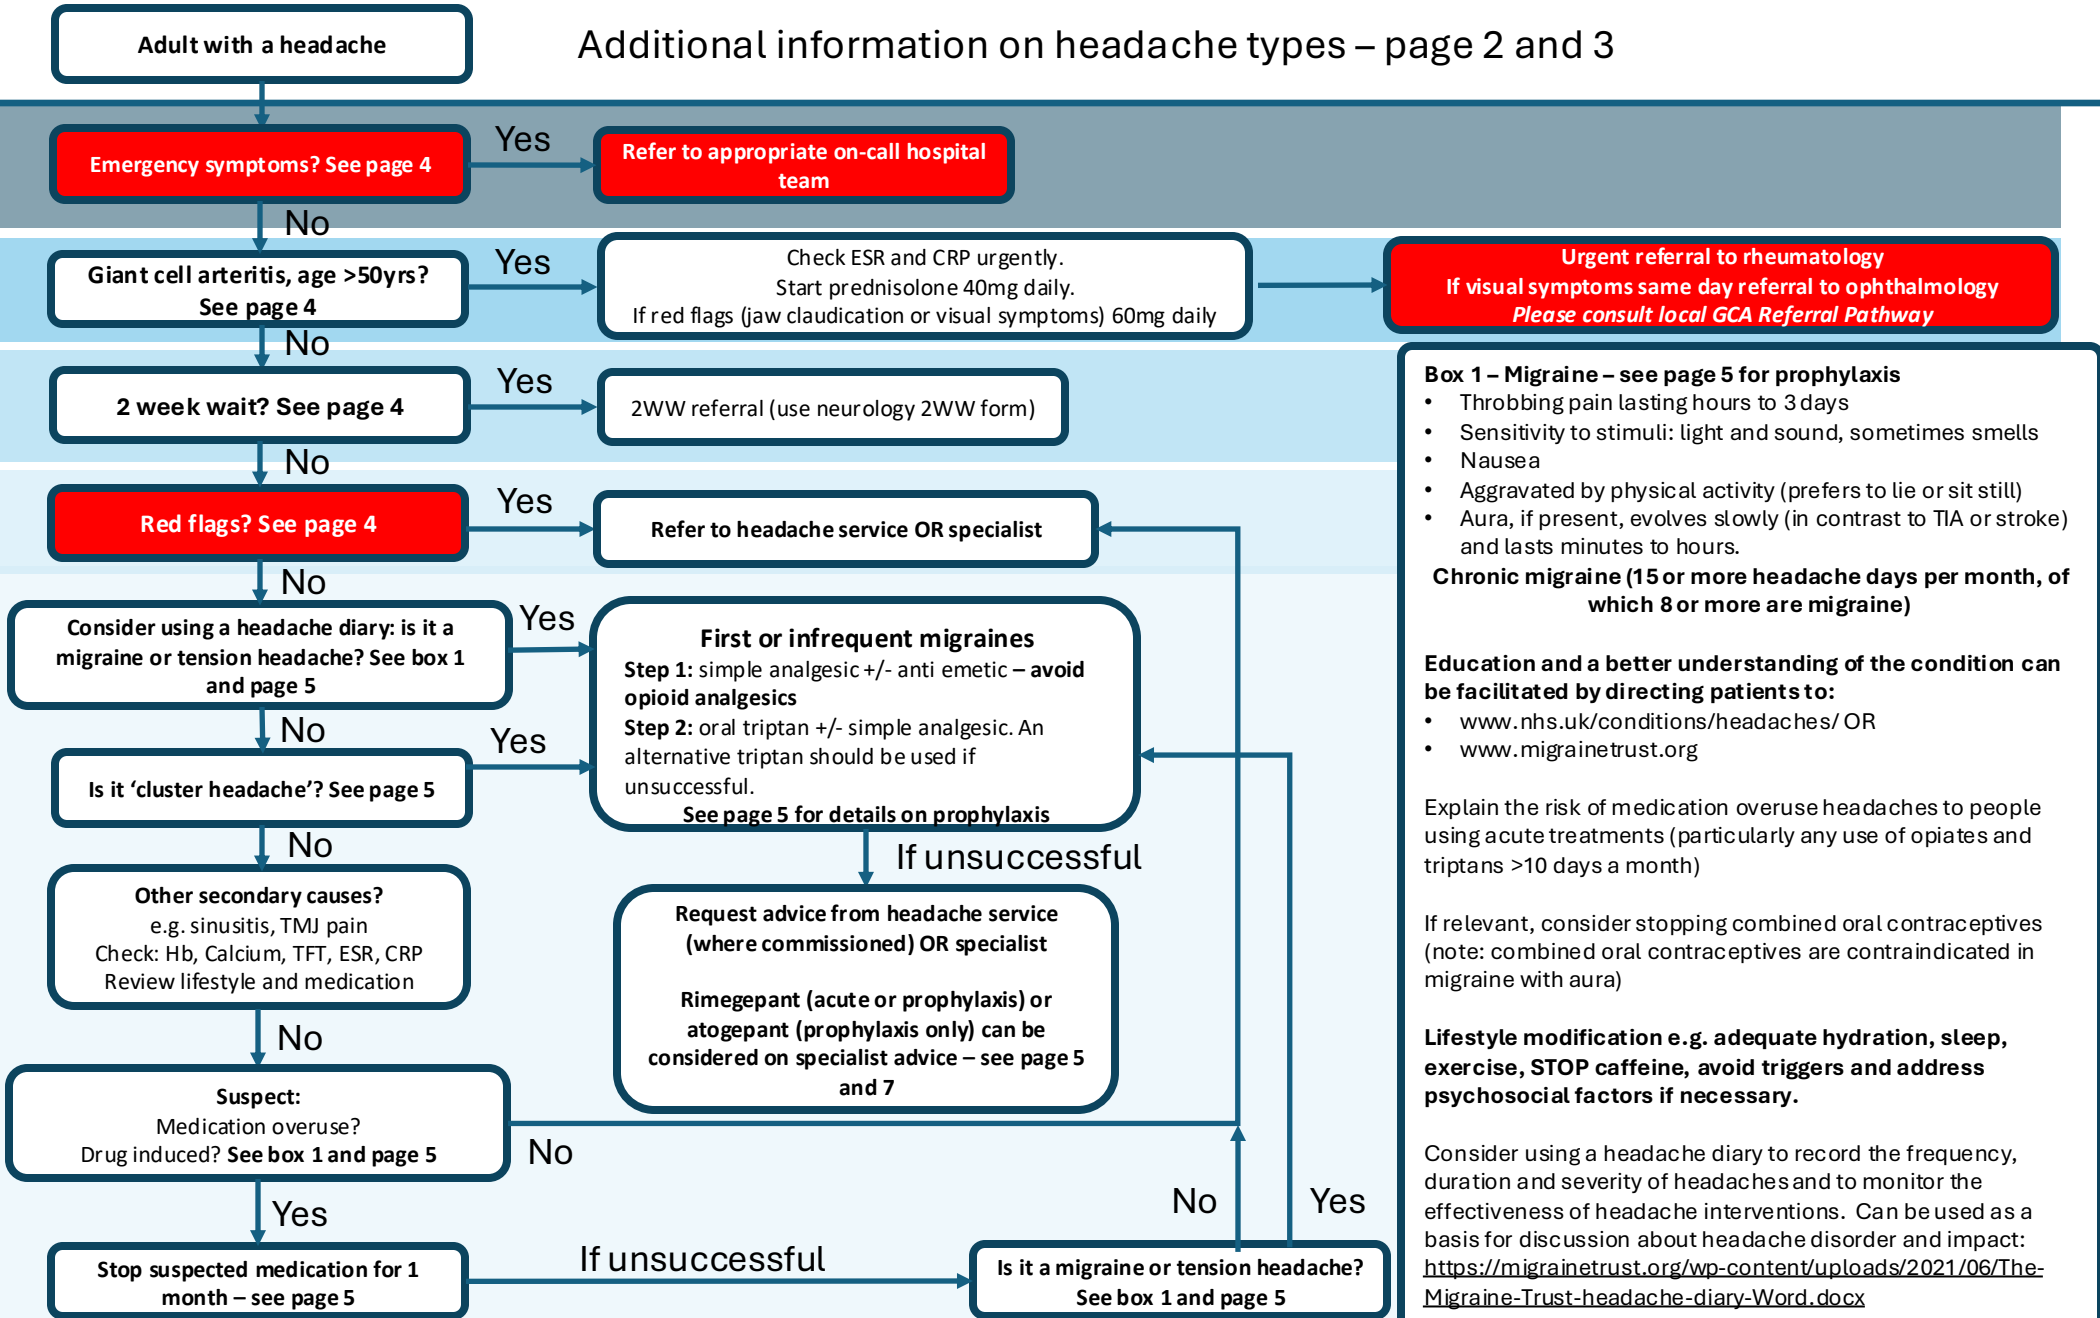 Adult with a headache
Additional information on headache types – page 2 and 3
Emergency symptoms? See page 4
Yes
Refer to appropriate on-call hospital
team
No
Giant cell arteritis, age >50yrs?
See page 4
Yes
Check ESR and CRP urgently.
Start prednisolone 40mg daily.
If red flags (jaw claudication or visual symptoms) 60mg daily
Urgent referral to rheumatology
If visual symptoms same day referral to ophthalmology
Please consult local GCA Referral Pathway
No
2 week wait? See page 4
Yes
2WW referral (use neurology 2WW form)
No
Red flags? See page 4
Yes
Refer to headache service OR specialist
No
Consider using a headache diary: is it a
migraine or tension headache? See box 1
and page 5
Yes
First or infrequent migraines
Step 1: simple analgesic +/- anti emetic – avoid
opioid analgesics
Step 2: oral triptan +/- simple analgesic. An
alternative triptan should be used if
unsuccessful.
See page 5 for details on prophylaxis
No
Is it ‘cluster headache’? See page 5
Yes
No
If unsuccessful
Other secondary causes?
e.g. sinusitis, TMJ pain
Check: Hb, Calcium, TFT, ESR, CRP
Review lifestyle and medication
Request advice from headache service
(where commissioned) OR specialist
Rimegepant (acute or prophylaxis) or
atogepant (prophylaxis only) can be
considered on specialist advice – see page 5
and 7
No
Suspect:
Medication overuse?
Drug induced? See box 1 and page 5
No
Yes
Stop suspected medication for 1
month – see page 5
If unsuccessful
Is it a migraine or tension headache?
See box 1 and page 5
No
Yes
Box 1 – Migraine – see page 5 for prophylaxis
• Throbbing pain lasting hours to 3 days
• Sensitivity to stimuli: light and sound, sometimes smells
• Nausea
• Aggravated by physical activity (prefers to lie or sit still)
• Aura, if present, evolves slowly (in contrast to TIA or stroke)
and lasts minutes to hours.
Chronic migraine (15 or more headache days per month, of
which 8 or more are migraine)
Education and a better understanding of the condition can
be facilitated by directing patients to:
• www.nhs.uk/conditions/headaches/ OR
• www.migrainetrust.org
Explain the risk of medication overuse headaches to people
using acute treatments (particularly any use of opiates and
triptans >10 days a month)
If relevant, consider stopping combined oral contraceptives
(note: combined oral contraceptives are contraindicated in
migraine with aura)
Lifestyle modification e.g. adequate hydration, sleep,
exercise, STOP caffeine, avoid triggers and address
psychosocial factors if necessary.
Consider using a headache diary to record the frequency,
duration and severity of headaches and to monitor the
effectiveness of headache interventions. Can be used as a
basis for discussion about headache disorder and impact:
https://migrainetrust.org/wp-content/uploads/2021/06/The-
Migraine-Trust-headache-diary-Word.docx